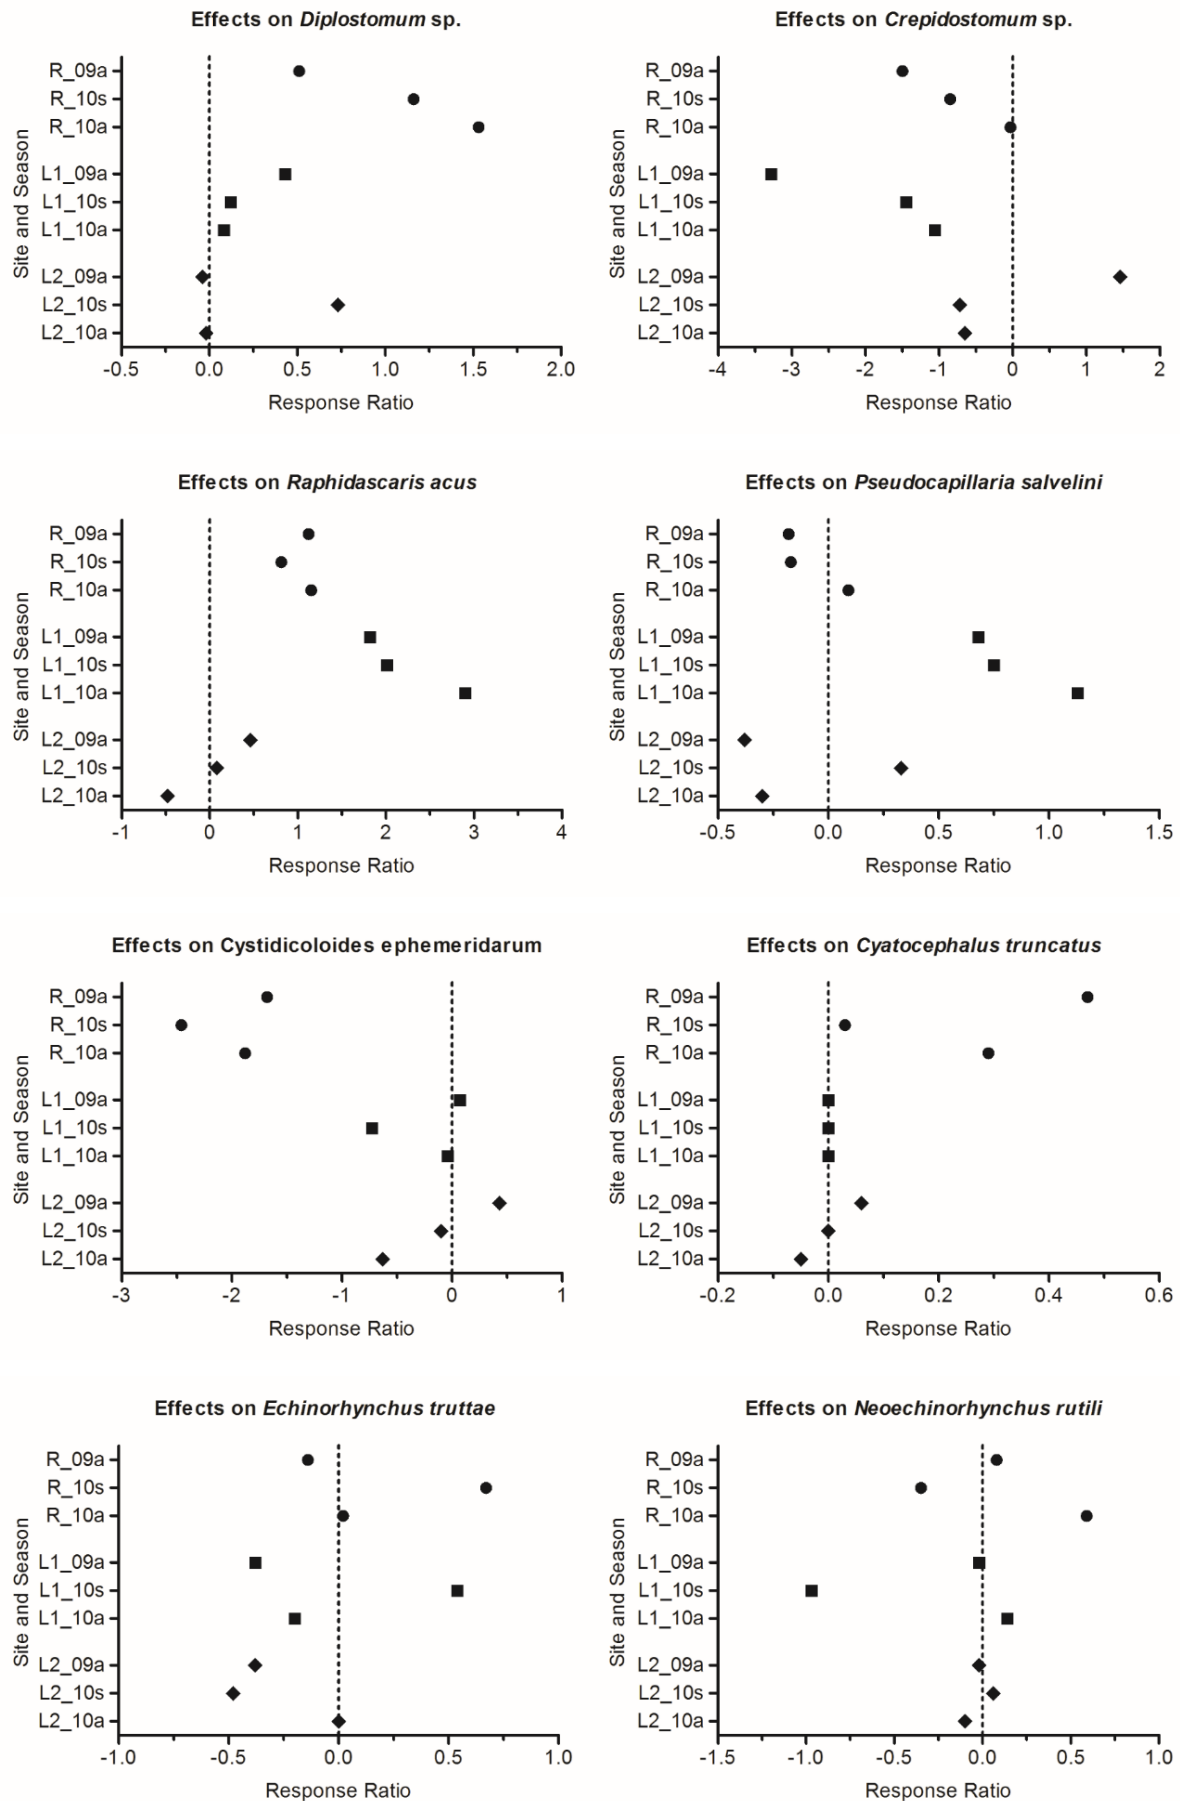 Effects on Diplostomum sp.
Site and Season
R_09a
R_10s
R_10a
L1_09a
L1_10s
L1_10a
L2_09a
L2_10s
L2_10a
-0.5 0.0 0.5 1.0 1.5 2.0
Response Ratio
Effects on Crepidostomum sp.
Site and Season
R_09a
R_10s
R_10a
L1_09a
L1_10s
L1_10a
L2_09a
L2_10s
L2_10a
-4 -3 -2 -1 0 1 2
Response Ratio
Effects on Raphidascaris acus
Site and Season
R_09a
R_10s
R_10a
L1_09a
L1_10s
L1_10a
L2_09a
L2_10s
L2_10a
-1 0 1 2 3 4
Response Ratio
Effects on Pseudocapillaria salvelini
Site and Season
R_09a
R_10s
R_10a
L1_09a
L1_10s
L1_10a
L2_09a
L2_10s
L2_10a
-0.5 0.0 0.5 1.0 1.5
Response Ratio
Effects on Cystidicoloides ephemeridarum
Site and Season
R_09a
R_10s
R_10a
L1_09a
L1_10s
L1_10a
L2_09a
L2_10s
L2_10a
-3 -2 -1 0 1
Response Ratio
Effects on Cyatocephalus truncatus
Site and Season
R_09a
R_10s
R_10a
L1_09a
L1_10s
L1_10a
L2_09a
L2_10s
L2_10a
-0.2 0.0 0.2 0.4 0.6
Response Ratio
Effects on Echinorhynchus truttae
Site and Season
R_09a
R_10s
R_10a
L1_09a
L1_10s
L1_10a
L2_09a
L2_10s
L2_10a
-1.0 -0.5 0.0 0.5 1.0
Response Ratio
Effects on Neoechinorhynchus rutili
Site and Season
R_09a
R_10s
R_10a
L1_09a
L1_10s
L1_10a
L2_09a
L2_10s
L2_10a
-1.5 -1.0 -0.5 0.0 0.5 1.0
Response Ratio